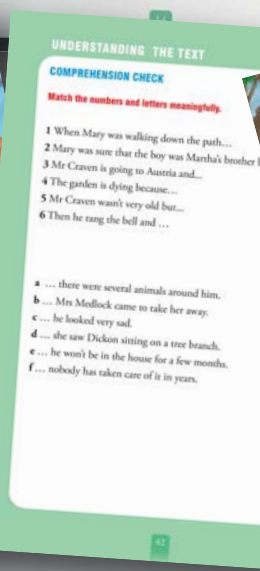 UNDERSTANDING THE TEXT
COMPREHENSION CHECK
Match the numbers and letters meaningfully.
1 When Mary was walking down the path…
2 Mary was sure that the boy was Martha's brother
3 Mr Craven is going to Austria and...
4 The garden is dying because…
5 Mr Craven wasn't very old but...
6 Then he rang the bell and …
a … there were several animals around him.
b … Mrs Medlock came to take her away.
c … he looked very sad.
d … she saw Dickon sitting on a tree branch.
e … he won't be in the house for a few months.
f … nobody has taken care of it in years.
42